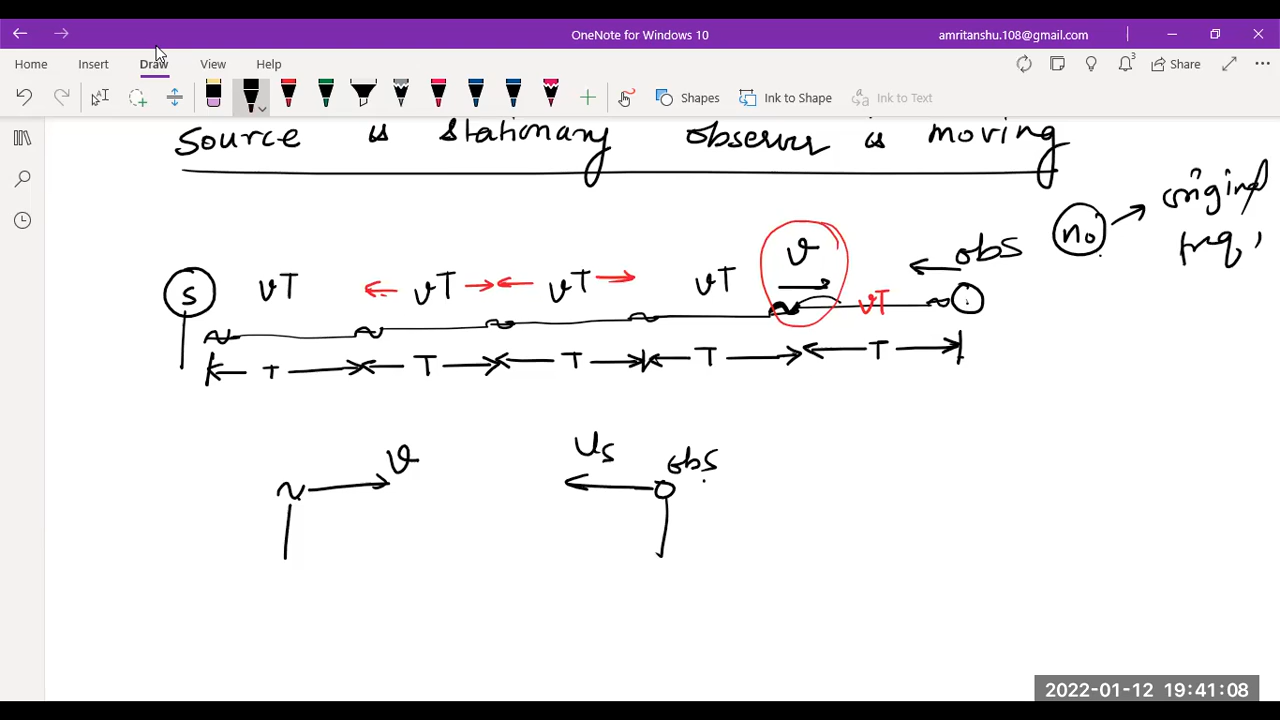 OneNote for Windows 10
amritanshu.108@gmail.com
Home Insert Draw View Help
Share
Shapes Ink to Shape Ink to Text
Source is stationary observer is moving
no → original freq
S vT vT vT vT v obs
vT
T T T T T
v Us obs
2022-01-12 19:41:08